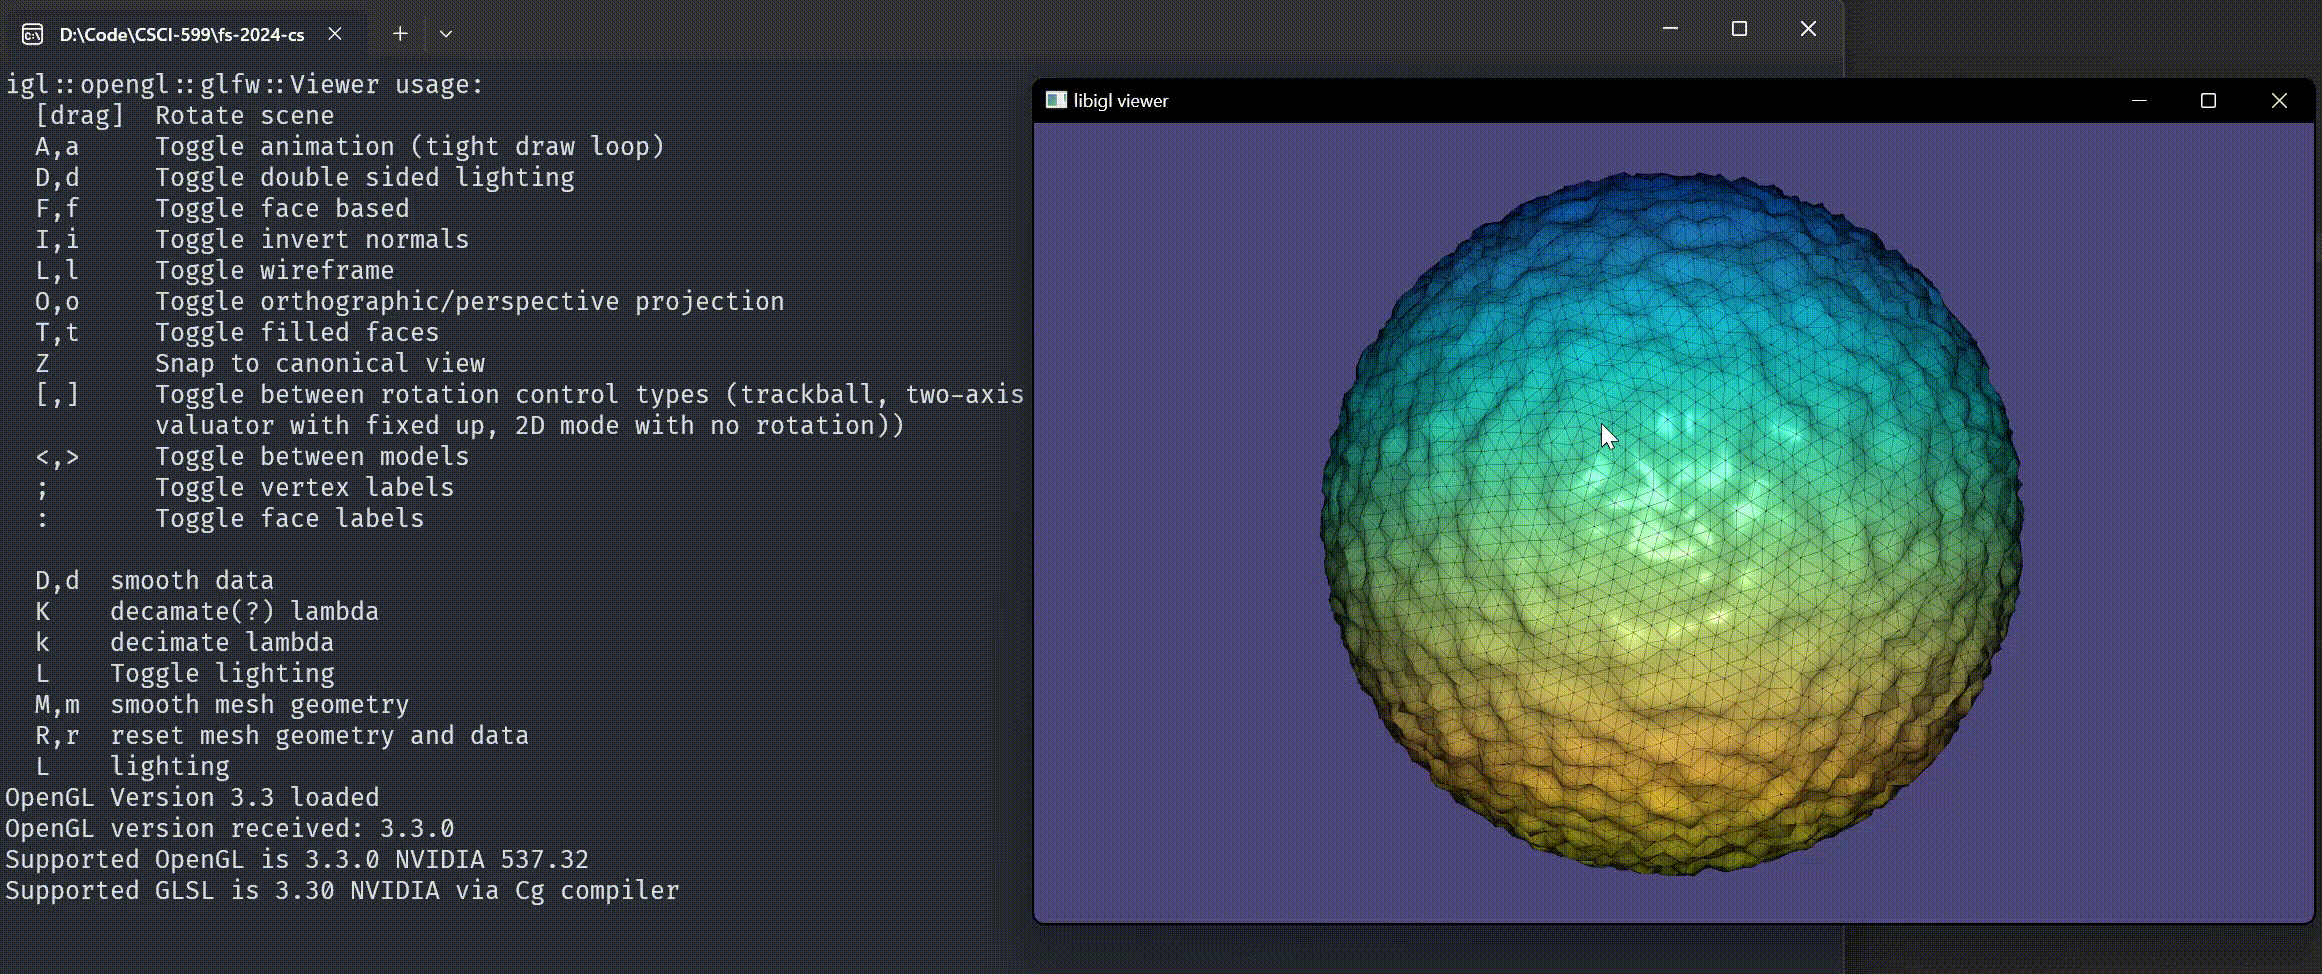 D:\Code\CSCI-599\fs-2024-cs
igl::opengl::glfw::Viewer usage:
[drag] Rotate scene
A,a Toggle animation (tight draw loop)
D,d Toggle double sided lighting
F,f Toggle face based
I,i Toggle invert normals
L,l Toggle wireframe
O,o Toggle orthographic/perspective projection
T,t Toggle filled faces
Z Snap to canonical view
[,] Toggle between rotation control types (trackball, two-axis
valuator with fixed up, 2D mode with no rotation))
<,> Toggle between models
; Toggle vertex labels
: Toggle face labels
D,d smooth data
K decamate(?) lambda
k decimate lambda
L Toggle lighting
M,m smooth mesh geometry
R,r reset mesh geometry and data
L lighting
OpenGL Version 3.3 loaded
OpenGL version received: 3.3.0
Supported OpenGL is 3.3.0 NVIDIA 537.32
Supported GLSL is 3.30 NVIDIA via Cg compiler
libigl viewer